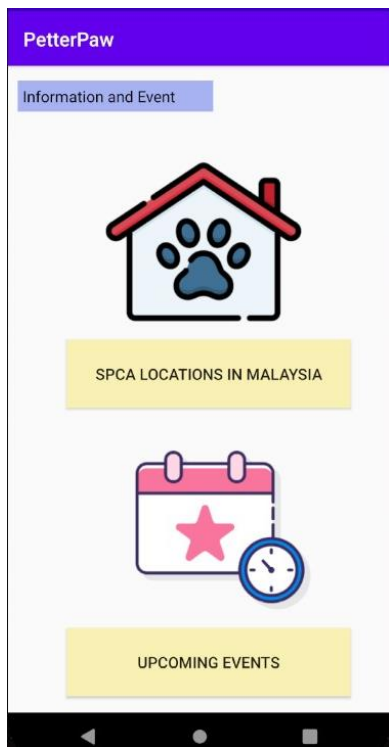 PetterPaw
Information and Event
SPCA LOCATIONS IN MALAYSIA
UPCOMING EVENTS